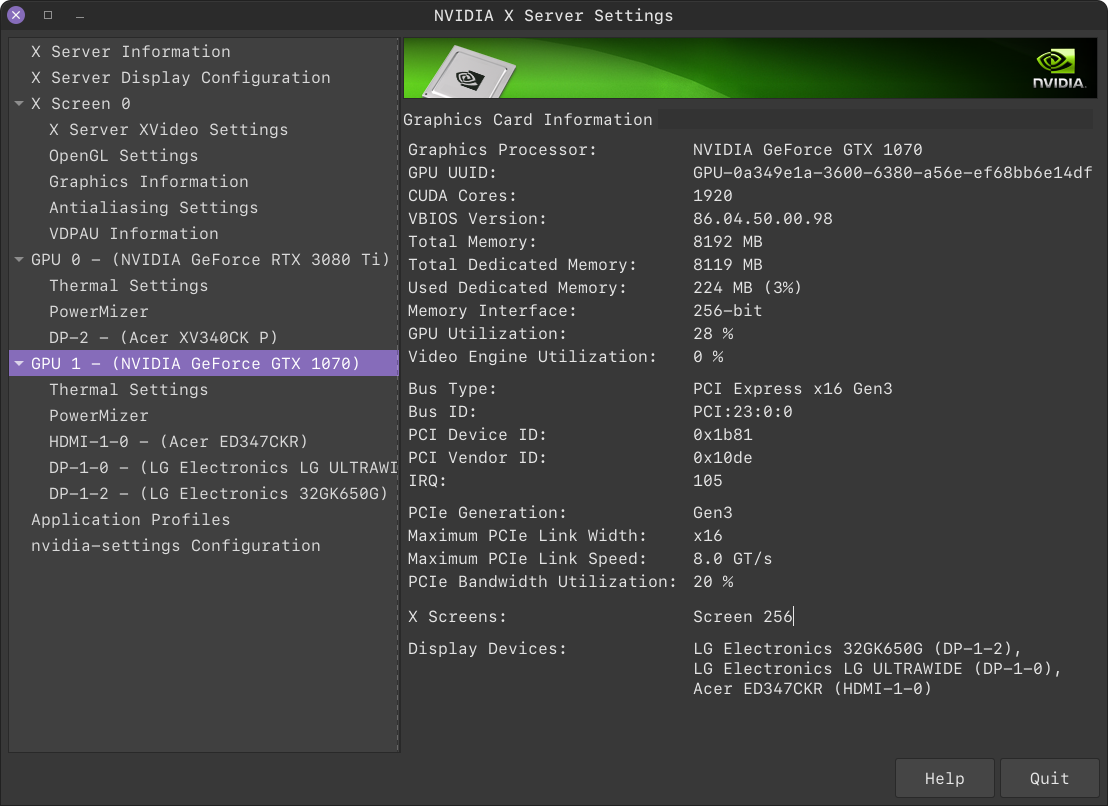 NVIDIA X Server Settings
X Server Information
X Server Display Configuration
X Screen 0
X Server XVideo Settings
OpenGL Settings
Graphics Information
Antialiasing Settings
VDPAU Information
GPU 0 - (NVIDIA GeForce RTX 3080 Ti)
Thermal Settings
PowerMizer
DP-2 - (Acer XV340CK P)
GPU 1 - (NVIDIA GeForce GTX 1070)
Thermal Settings
PowerMizer
HDMI-1-0 - (Acer ED347CKR)
DP-1-0 - (LG Electronics LG ULTRAWI
DP-1-2 - (LG Electronics 32GK650G)
Application Profiles
nvidia-settings Configuration
NVIDIA.
Graphics Card Information
Graphics Processor: NVIDIA GeForce GTX 1070
GPU UUID: GPU-0a349e1a-3600-6380-a56e-ef68bb6e14df
CUDA Cores: 1920
VBIOS Version: 86.04.50.00.98
Total Memory: 8192 MB
Total Dedicated Memory: 8119 MB
Used Dedicated Memory: 224 MB (3%)
Memory Interface: 256-bit
GPU Utilization: 28 %
Video Engine Utilization: 0 %
Bus Type: PCI Express x16 Gen3
Bus ID: PCI:23:0:0
PCI Device ID: 0x1b81
PCI Vendor ID: 0x10de
IRQ: 105
PCIe Generation: Gen3
Maximum PCIe Link Width: x16
Maximum PCIe Link Speed: 8.0 GT/s
PCIe Bandwidth Utilization: 20 %
X Screens: Screen 256
Display Devices: LG Electronics 32GK650G (DP-1-2),
LG Electronics LG ULTRAWIDE (DP-1-0),
Acer ED347CKR (HDMI-1-0)
Help
Quit